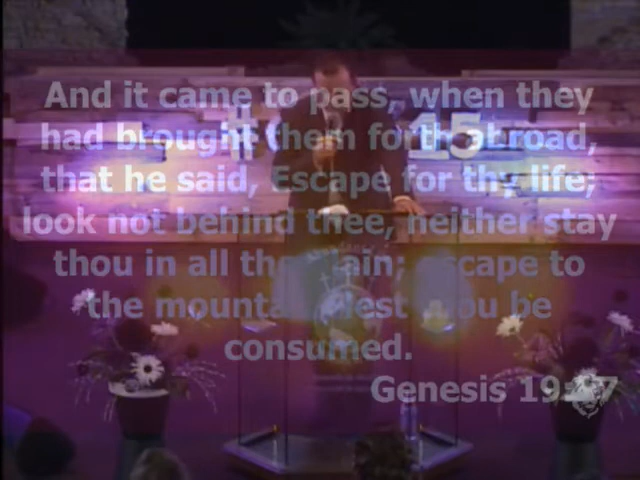 And it came to pass, when they
had brought them forth abroad,
that he said, Escape for thy life;
look not behind thee, neither stay
thou in all the plain; escape to
the mountain, lest thou be
consumed.
Genesis 19:17